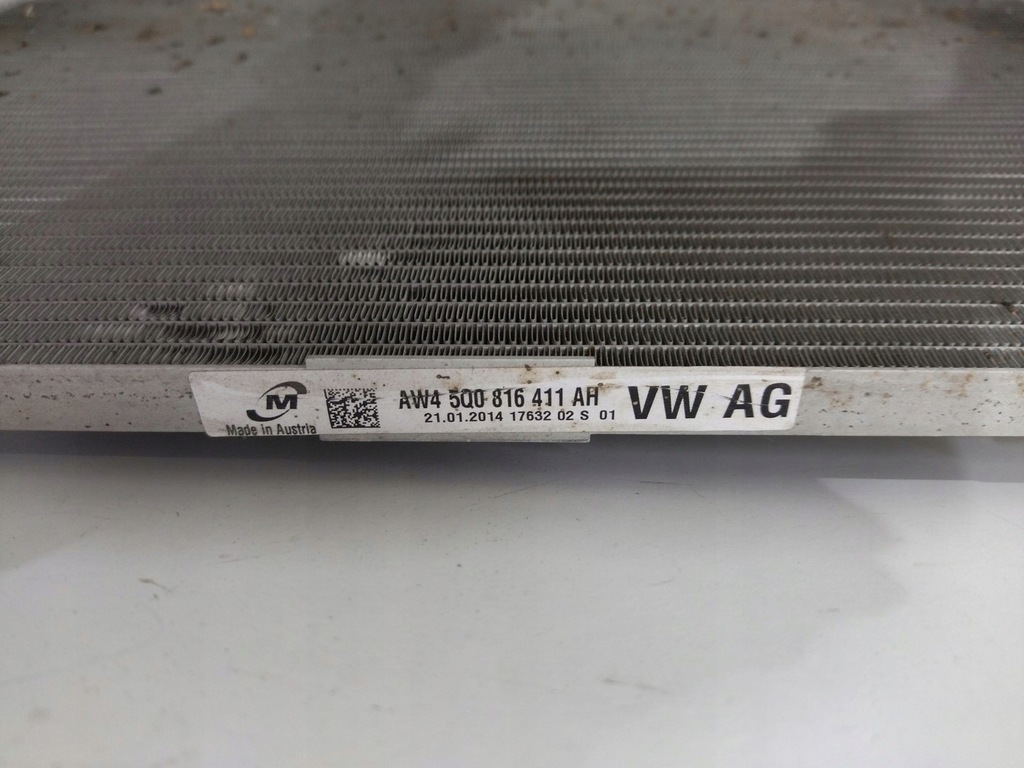 M
Made in Austria
AW4 5Q0 816 411 AH
21.01.2014 17632 02 S 01
VW AG